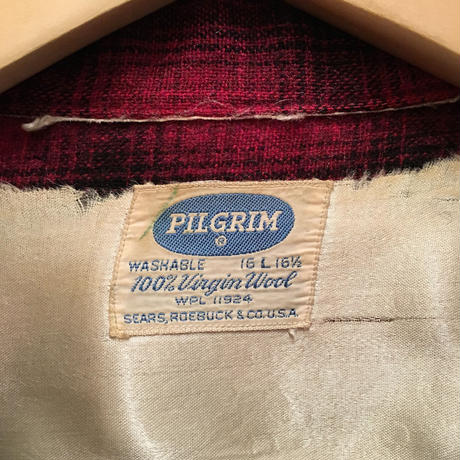 PILGRIM
®
WASHABLE 16 L 16½
100% Virgin Wool
WPL 11924
SEARS, ROEBUCK & CO. U.S.A.